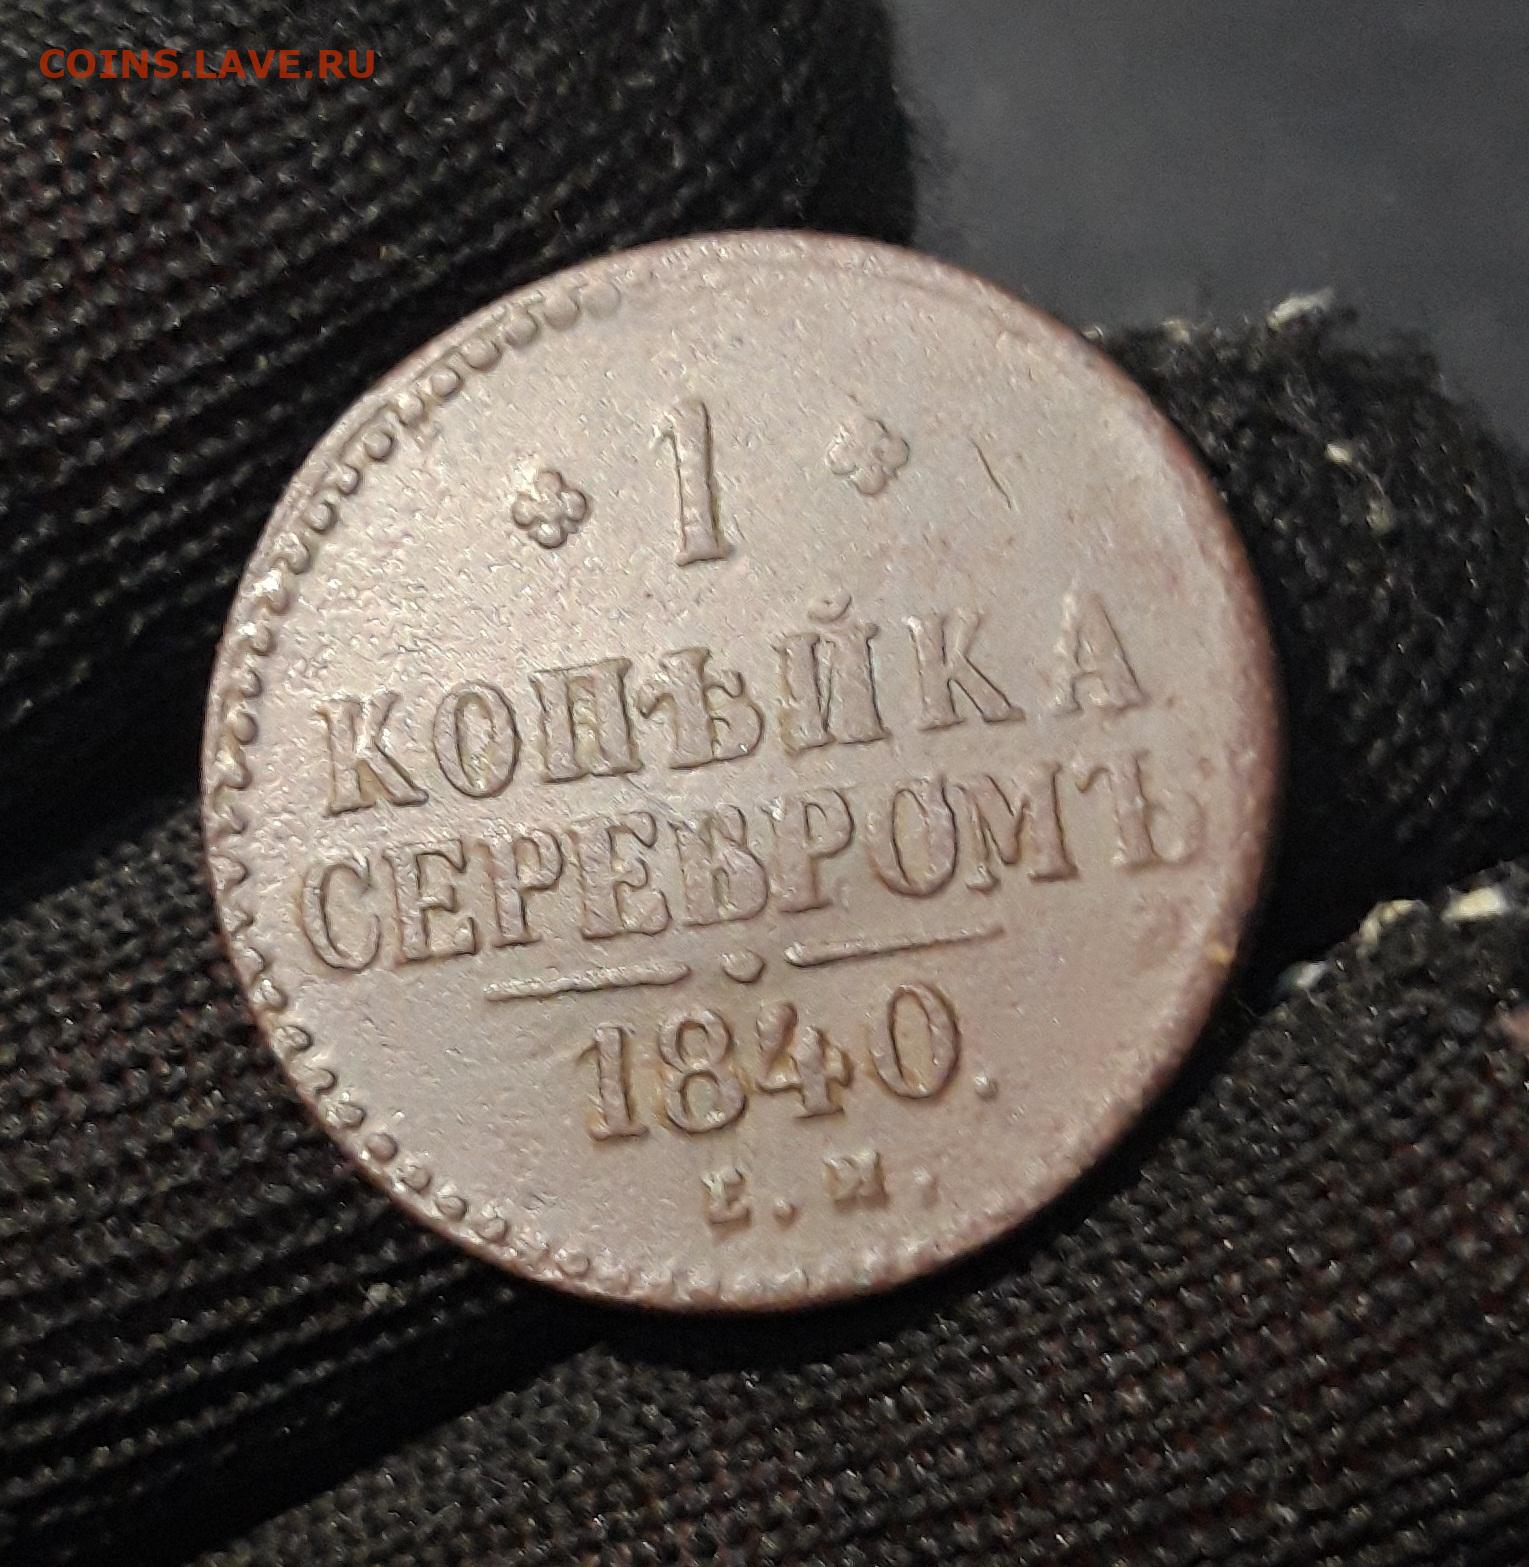 COINS.LAVE.RU
1
КОПѢЙКА
СЕРЕБРОМЪ
1840.
Е.М.